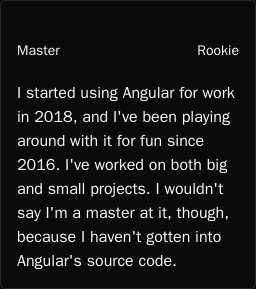 Master Rookie
I started using Angular for work
in 2018, and I've been playing
around with it for fun since
2016. I've worked on both big
and small projects. I wouldn't
say I'm a master at it, though,
because I haven't gotten into
Angular's source code.